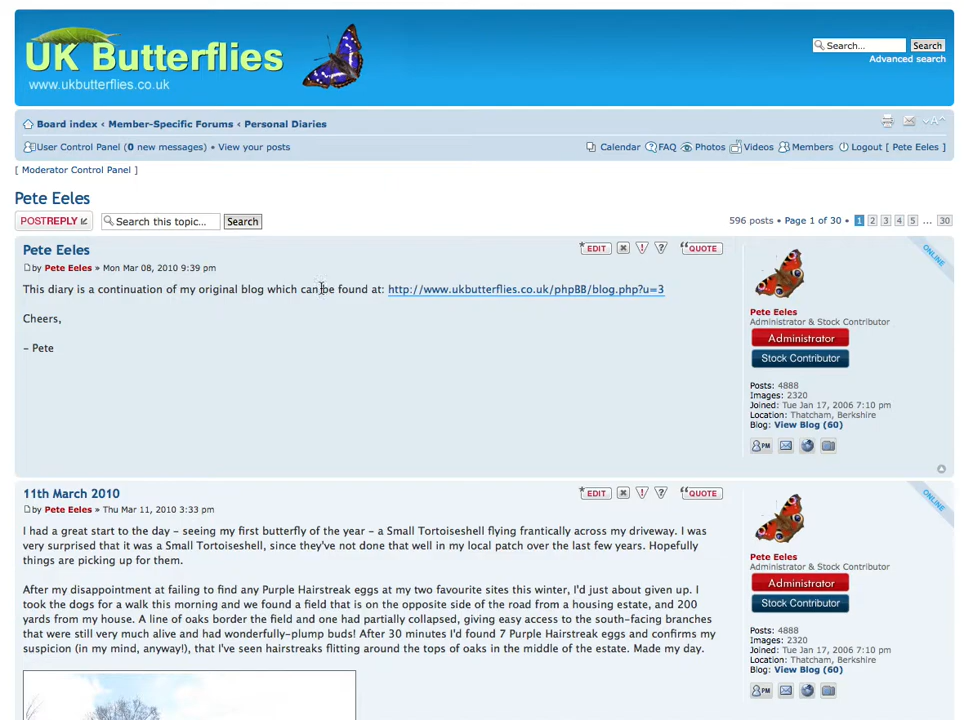 UK Butterflies
www.ukbutterflies.co.uk
Search... Search
Advanced search
Board index ‹ Member-Specific Forums ‹ Personal Diaries
User Control Panel (0 new messages) • View your posts
Calendar FAQ Photos Videos Members Logout [ Pete Eeles ]
[ Moderator Control Panel ]
Pete Eeles
POSTREPLY Search this topic... Search
596 posts • Page 1 of 30 • 1 2 3 4 5 ... 30
Pete Eeles
EDIT QUOTE
by Pete Eeles » Mon Mar 08, 2010 9:39 pm
This diary is a continuation of my original blog which can be found at: http://www.ukbutterflies.co.uk/phpBB/blog.php?u=3
Cheers,
- Pete
ONLINE
Pete Eeles
Administrator & Stock Contributor
Administrator
Stock Contributor
Posts: 4888
Images: 2320
Joined: Tue Jan 17, 2006 7:10 pm
Location: Thatcham, Berkshire
Blog: View Blog (60)
PM
11th March 2010
EDIT QUOTE
by Pete Eeles » Thu Mar 11, 2010 3:33 pm
I had a great start to the day - seeing my first butterfly of the year - a Small Tortoiseshell flying frantically across my driveway. I was
very surprised that it was a Small Tortoiseshell, since they've not done that well in my local patch over the last few years. Hopefully
things are picking up for them.
After my disappointment at failing to find any Purple Hairstreak eggs at my two favourite sites this winter, I'd just about given up. I
took the dogs for a walk this morning and we found a field that is on the opposite side of the road from a housing estate, and 200
yards from my house. A line of oaks border the field and one had partially collapsed, giving easy access to the south-facing branches
that were still very much alive and had wonderfully-plump buds! After 30 minutes I'd found 7 Purple Hairstreak eggs and confirms my
suspicion (in my mind, anyway!), that I've seen hairstreaks flitting around the tops of oaks in the middle of the estate. Made my day.
ONLINE
Pete Eeles
Administrator & Stock Contributor
Administrator
Stock Contributor
Posts: 4888
Images: 2320
Joined: Tue Jan 17, 2006 7:10 pm
Location: Thatcham, Berkshire
Blog: View Blog (60)
PM